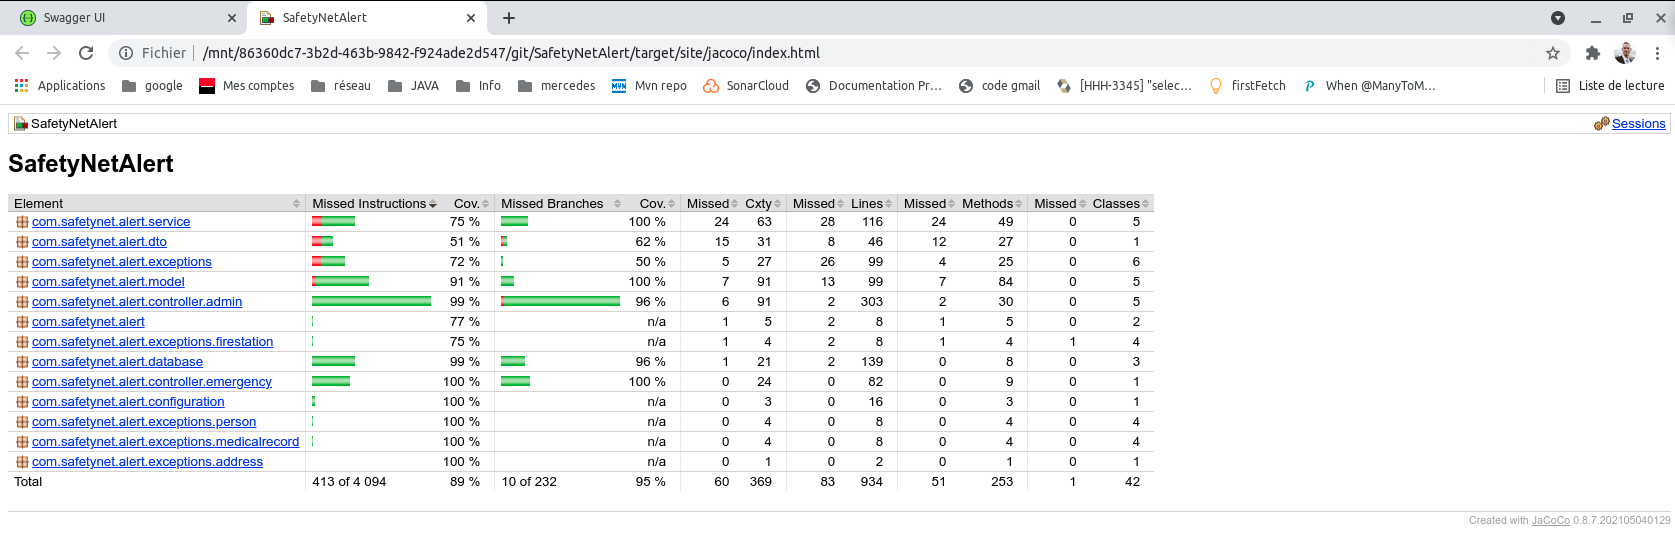 Swagger UI
SafetyNetAlert
Fichier /mnt/86360dc7-3b2d-463b-9842-f924ade2d547/git/SafetyNetAlert/target/site/jacoco/index.html
Applications google Mes comptes réseau JAVA Info mercedes MVN Mvn repo SonarCloud Documentation Pr... code gmail [HHH-3345] "selec... firstFetch When @ManyToM... Liste de lecture
SafetyNetAlert Sessions
SafetyNetAlert
Element Missed Instructions Cov. Missed Branches Cov. Missed Cxty Missed Lines Missed Methods Missed Classes
com.safetynet.alert.service 75 % 100 % 24 63 28 116 24 49 0 5
com.safetynet.alert.dto 51 % 62 % 15 31 8 46 12 27 0 1
com.safetynet.alert.exceptions 72 % 50 % 5 27 26 99 4 25 0 6
com.safetynet.alert.model 91 % 100 % 7 91 13 99 7 84 0 5
com.safetynet.alert.controller.admin 99 % 96 % 6 91 2 303 2 30 0 5
com.safetynet.alert 77 % n/a 1 5 2 8 1 5 0 2
com.safetynet.alert.exceptions.firestation 75 % n/a 1 4 2 8 1 4 1 4
com.safetynet.alert.database 99 % 96 % 1 21 2 139 0 8 0 3
com.safetynet.alert.controller.emergency 100 % 100 % 0 24 0 82 0 9 0 1
com.safetynet.alert.configuration 100 % n/a 0 3 0 16 0 3 0 1
com.safetynet.alert.exceptions.person 100 % n/a 0 4 0 8 0 4 0 4
com.safetynet.alert.exceptions.medicalrecord 100 % n/a 0 4 0 8 0 4 0 4
com.safetynet.alert.exceptions.address 100 % n/a 0 1 0 2 0 1 0 1
Total 413 of 4 094 89 % 10 of 232 95 % 60 369 83 934 51 253 1 42
Created with JaCoCo 0.8.7.202105040129